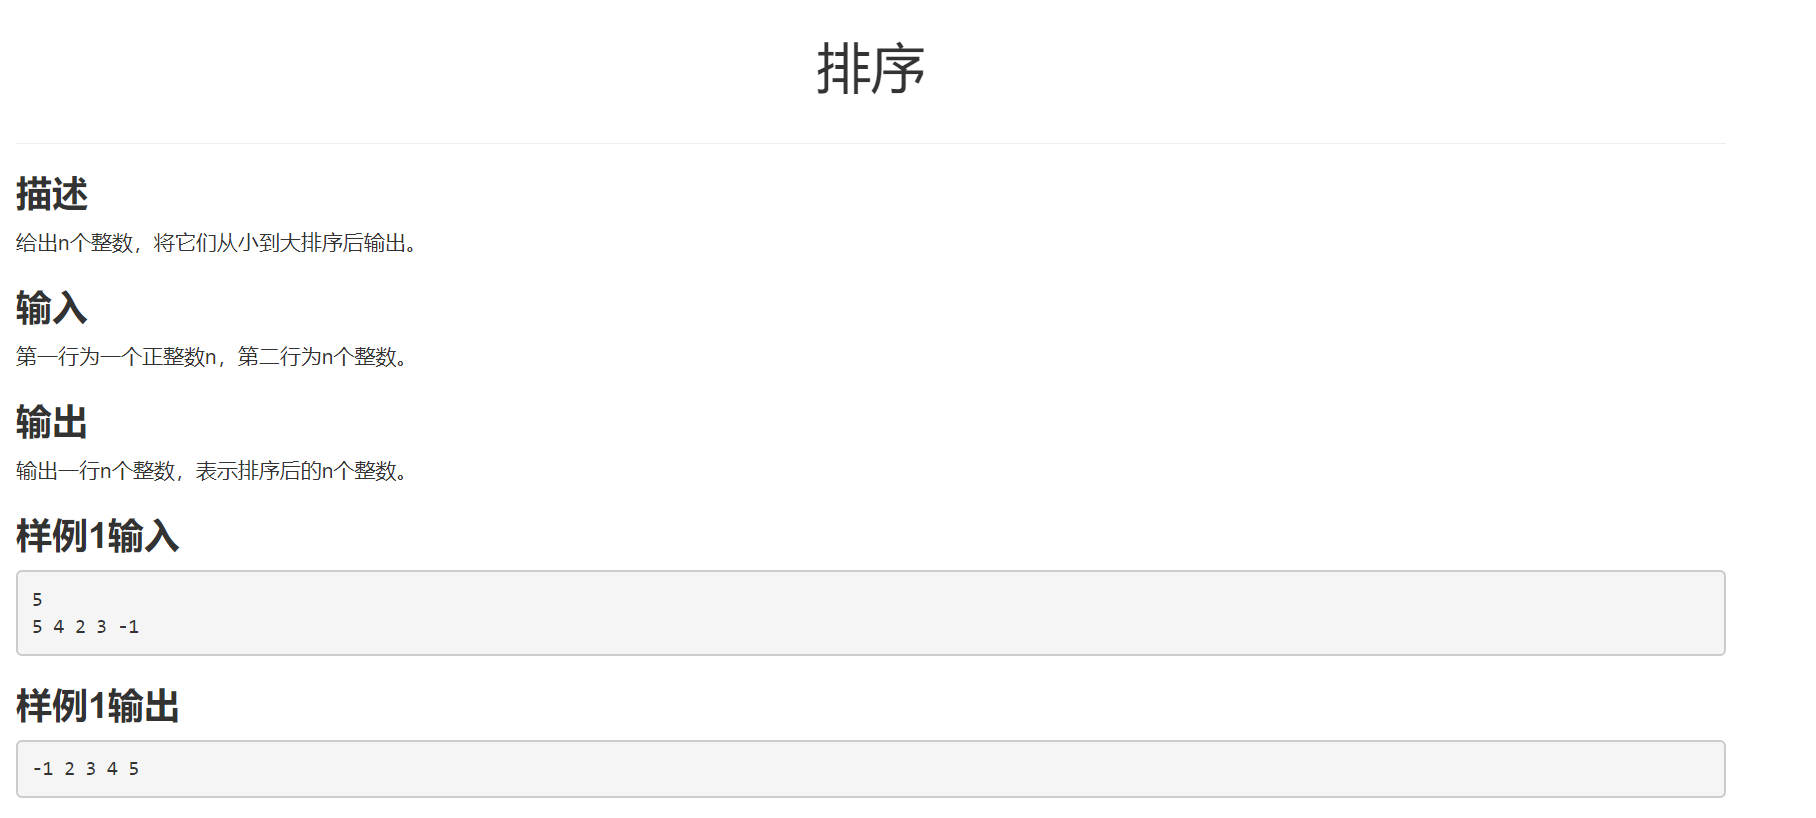 排序
描述
给出n个整数，将它们从小到大排序后输出。
输入
第一行为一个正整数n，第二行为n个整数。
输出
输出一行n个整数，表示排序后的n个整数。
样例1输入
5
5 4 2 3 -1
样例1输出
-1 2 3 4 5